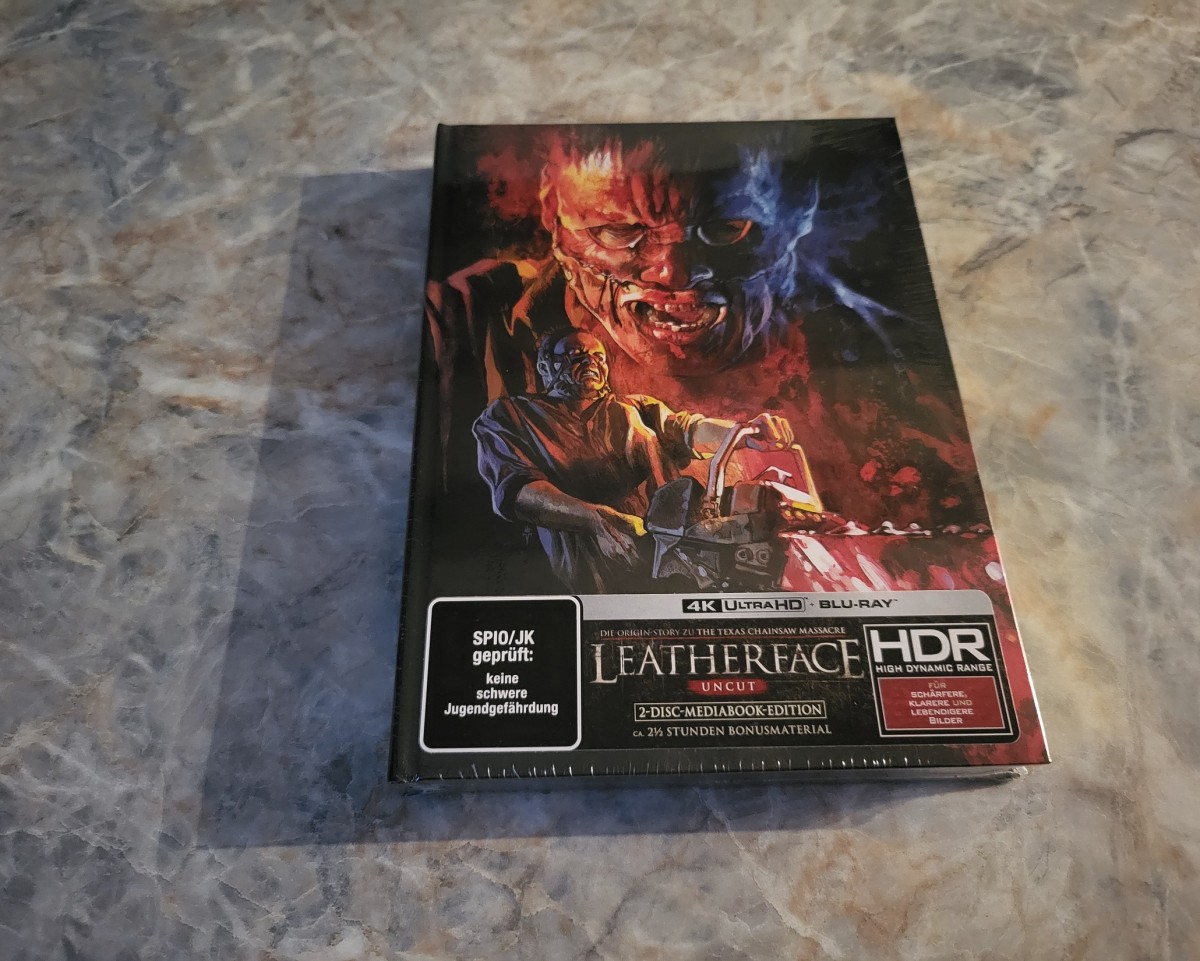 SPIO/JK
geprüft:
keine
schwere
Jugendgefährdung
4K ULTRA HD™ · BLU-RAY™
DIE ORIGIN-STORY ZU THE TEXAS CHAINSAW MASSACRE
LEATHERFACE
UNCUT
2-DISC-MEDIABOOK-EDITION
CA. 2½ STUNDEN BONUSMATERIAL
HDR
HIGH DYNAMIC RANGE
FÜR
SCHÄRFERE,
KLARERE UND
LEBENDIGERE
BILDER